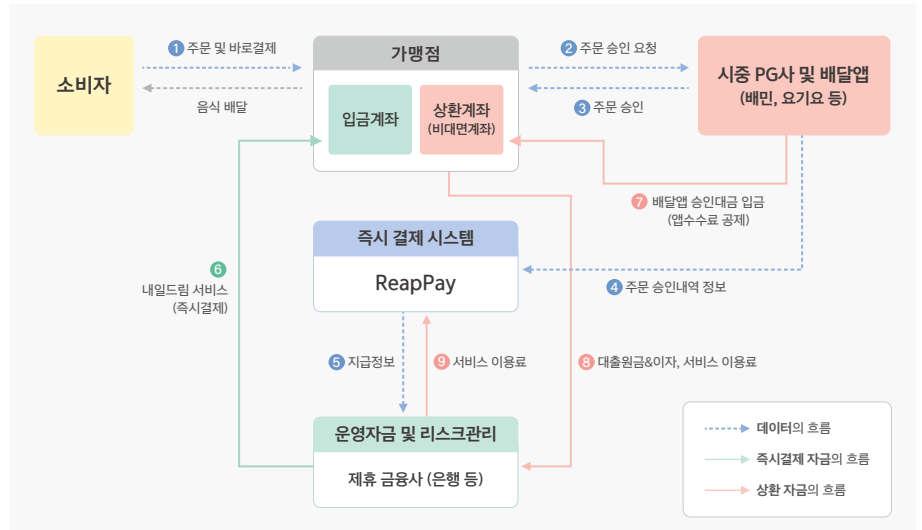 소비자
1 주문 및 바로결제
음식 배달
가맹점
입금계좌
상환계좌
(비대면계좌)
2 주문 승인 요청
3 주문 승인
시중 PG사 및 배달앱
(배민, 요기요 등)
7 배달앱 승인대금 입금
(앱수수료 공제)
즉시 결제 시스템
ReapPay
6
내일드림 서비스
(즉시결제)
4 주문 승인내역 정보
5 지급정보
9 서비스 이용료
8 대출원금&이자, 서비스 이용료
운영자금 및 리스크관리
제휴 금융사 (은행 등)
데이터의 흐름
즉시결제 자금의 흐름
상환 자금의 흐름